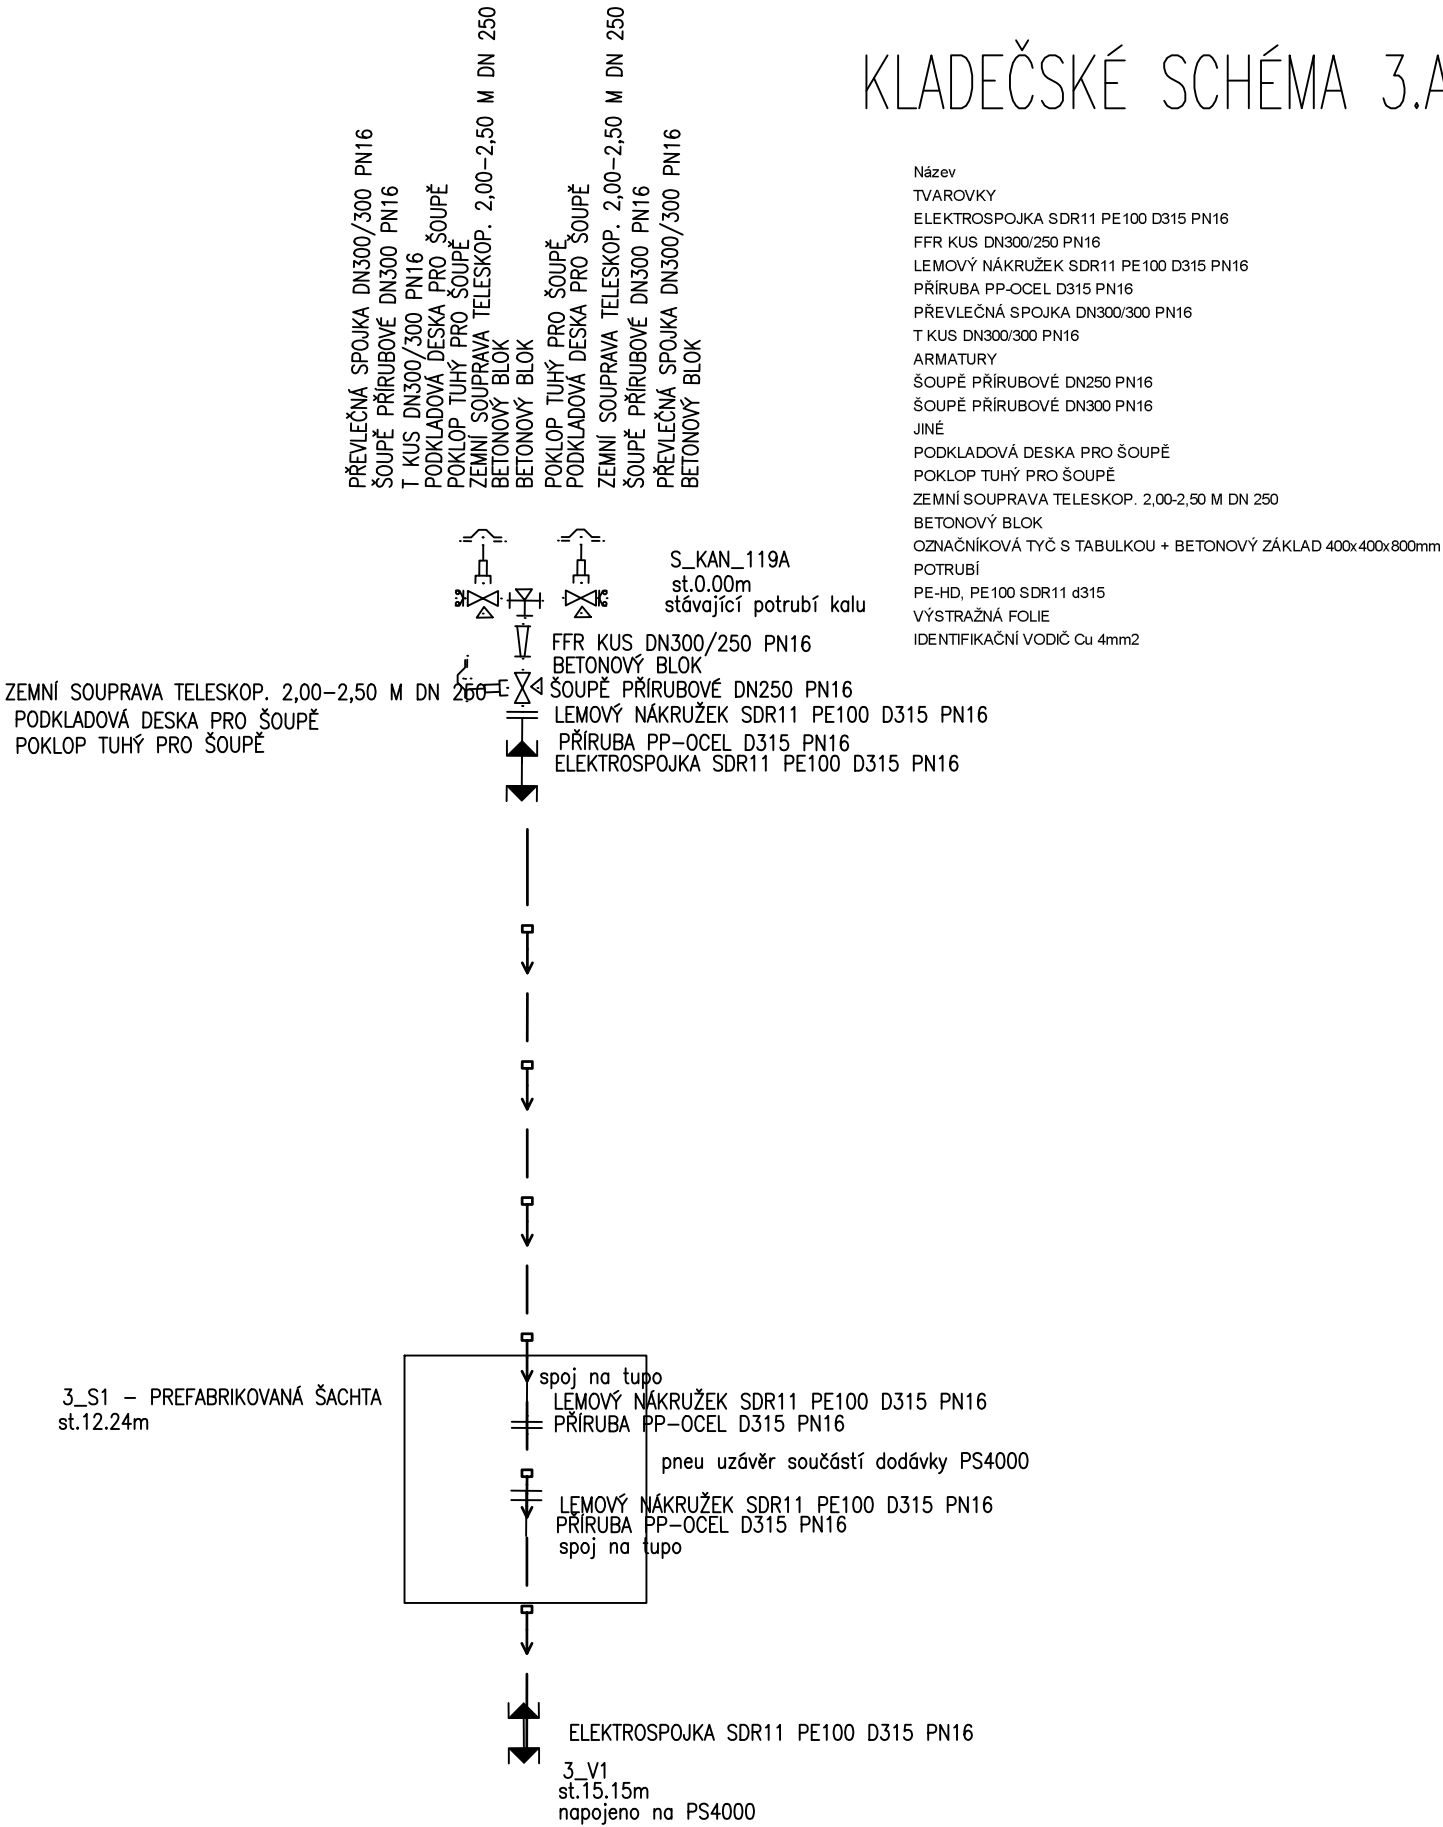 KLADEČSKÉ SCHÉMA 3.A
PŘEVLEČNÁ SPOJKA DN300/300 PN16
ŠOUPĚ PŘÍRUBOVÉ DN300 PN16
T KUS DN300/300 PN16
PODKLADOVÁ DESKA PRO ŠOUPĚ
POKLOP TUHÝ PRO ŠOUPĚ
ZEMNÍ SOUPRAVA TELESKOP. 2,00-2,50 M DN 250
BETONOVÝ BLOK
BETONOVÝ BLOK
POKLOP TUHÝ PRO ŠOUPĚ
PODKLADOVÁ DESKA PRO ŠOUPĚ
ZEMNÍ SOUPRAVA TELESKOP. 2,00-2,50 M DN 250
ŠOUPĚ PŘÍRUBOVÉ DN300 PN16
PŘEVLEČNÁ SPOJKA DN300/300 PN16
BETONOVÝ BLOK
Název
TVAROVKY
ELEKTROSPOJKA SDR11 PE100 D315 PN16
FFR KUS DN300/250 PN16
LEMOVÝ NÁKRUŽEK SDR11 PE100 D315 PN16
PŘÍRUBA PP-OCEL D315 PN16
PŘEVLEČNÁ SPOJKA DN300/300 PN16
T KUS DN300/300 PN16
ARMATURY
ŠOUPĚ PŘÍRUBOVÉ DN250 PN16
ŠOUPĚ PŘÍRUBOVÉ DN300 PN16
JINÉ
PODKLADOVÁ DESKA PRO ŠOUPĚ
POKLOP TUHÝ PRO ŠOUPĚ
ZEMNÍ SOUPRAVA TELESKOP. 2,00-2,50 M DN 250
BETONOVÝ BLOK
OZNAČNÍKOVÁ TYČ S TABULKOU + BETONOVÝ ZÁKLAD 400x400x800mm
POTRUBÍ
PE-HD, PE100 SDR11 d315
VÝSTRAŽNÁ FOLIE
IDENTIFIKAČNÍ VODIČ Cu 4mm2
S_KAN_119A
st.0.00m
stávající potrubí kalu
FFR KUS DN300/250 PN16
BETONOVÝ BLOK
ŠOUPĚ PŘÍRUBOVÉ DN250 PN16
ZEMNÍ SOUPRAVA TELESKOP. 2,00-2,50 M DN 250
PODKLADOVÁ DESKA PRO ŠOUPĚ
POKLOP TUHÝ PRO ŠOUPĚ
LEMOVÝ NÁKRUŽEK SDR11 PE100 D315 PN16
PŘÍRUBA PP-OCEL D315 PN16
ELEKTROSPOJKA SDR11 PE100 D315 PN16
3_S1 - PREFABRIKOVANÁ ŠACHTA
st.12.24m
spoj na tupo
LEMOVÝ NÁKRUŽEK SDR11 PE100 D315 PN16
PŘÍRUBA PP-OCEL D315 PN16
pneu uzávěr součástí dodávky PS4000
LEMOVÝ NÁKRUŽEK SDR11 PE100 D315 PN16
PŘÍRUBA PP-OCEL D315 PN16
spoj na tupo
ELEKTROSPOJKA SDR11 PE100 D315 PN16
3_V1
st.15.15m
napojeno na PS4000